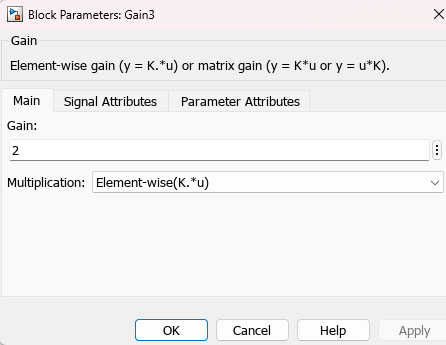 Block Parameters: Gain3
Gain
Element-wise gain (y = K.*u) or matrix gain (y = K*u or y = u*K).
Main Signal Attributes Parameter Attributes
Gain:
2
Multiplication: Element-wise(K.*u)
OK Cancel Help Apply